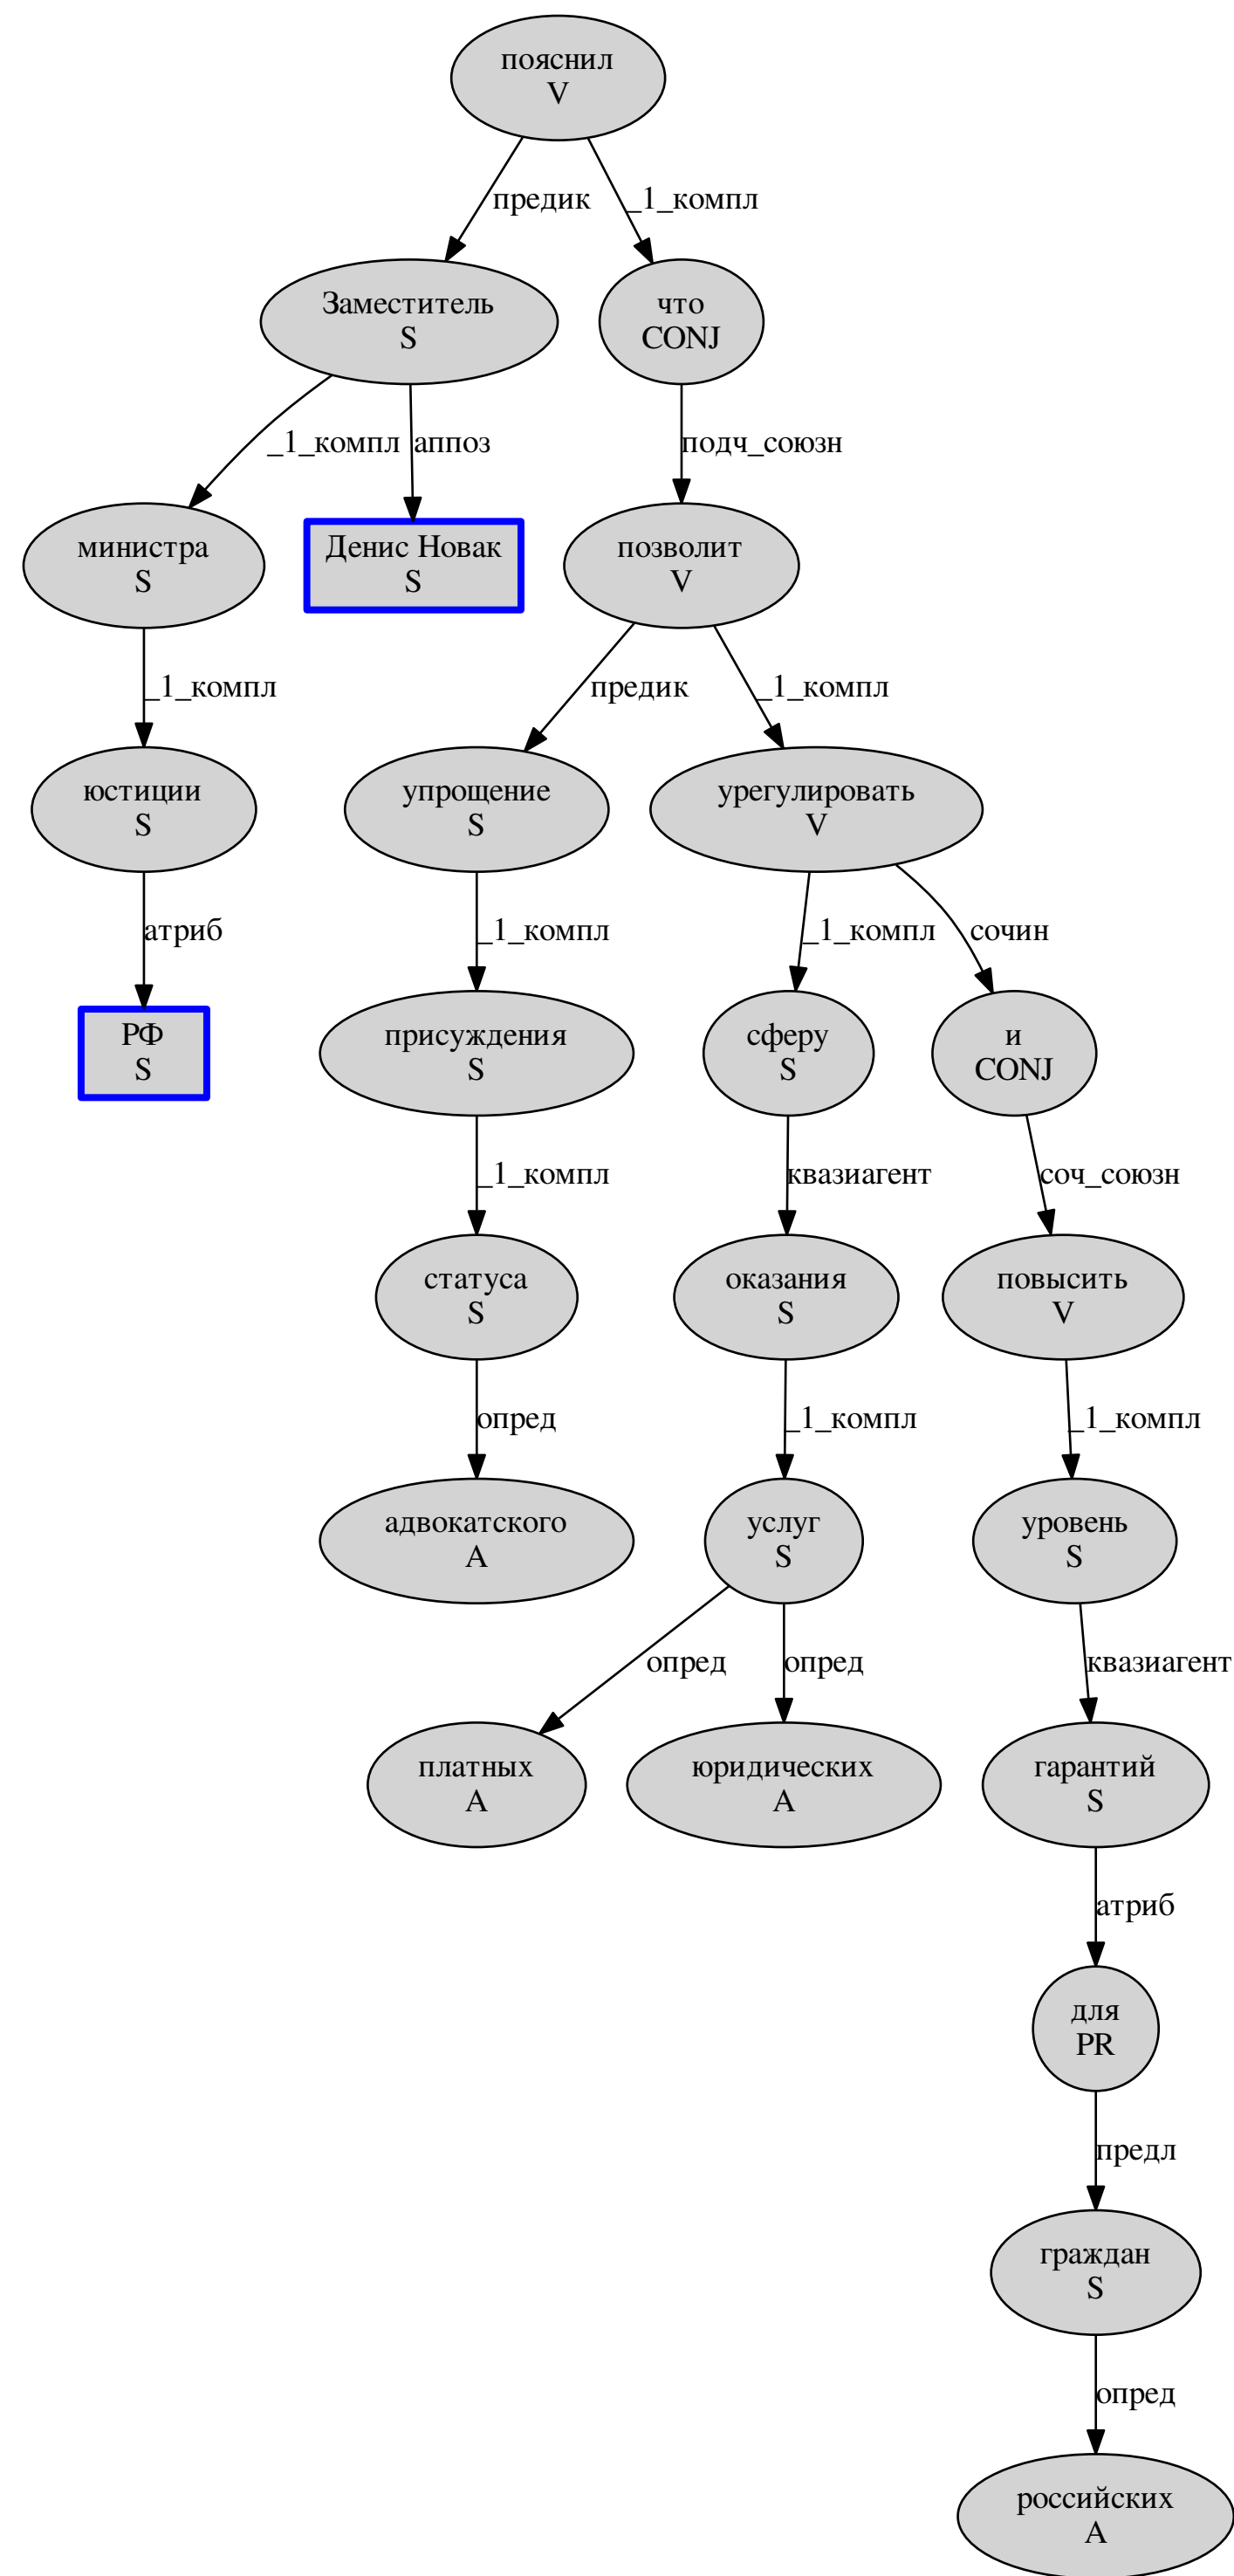 пояснил
V
предик
_1_компл
Заместитель
S
что
CONJ
_1_компл
аппоз
подч_союзн
министра
S
Денис Новак
S
позволит
V
_1_компл
предик
_1_компл
юстиции
S
упрощение
S
урегулировать
V
атриб
_1_компл
_1_компл
сочин
РФ
S
присуждения
S
сферу
S
и
CONJ
_1_компл
квазиагент
соч_союзн
статуса
S
оказания
S
повысить
V
опред
_1_компл
_1_компл
адвокатского
A
услуг
S
уровень
S
опред
опред
квазиагент
платных
A
юридических
A
гарантий
S
атриб
для
PR
предл
граждан
S
опред
российских
A